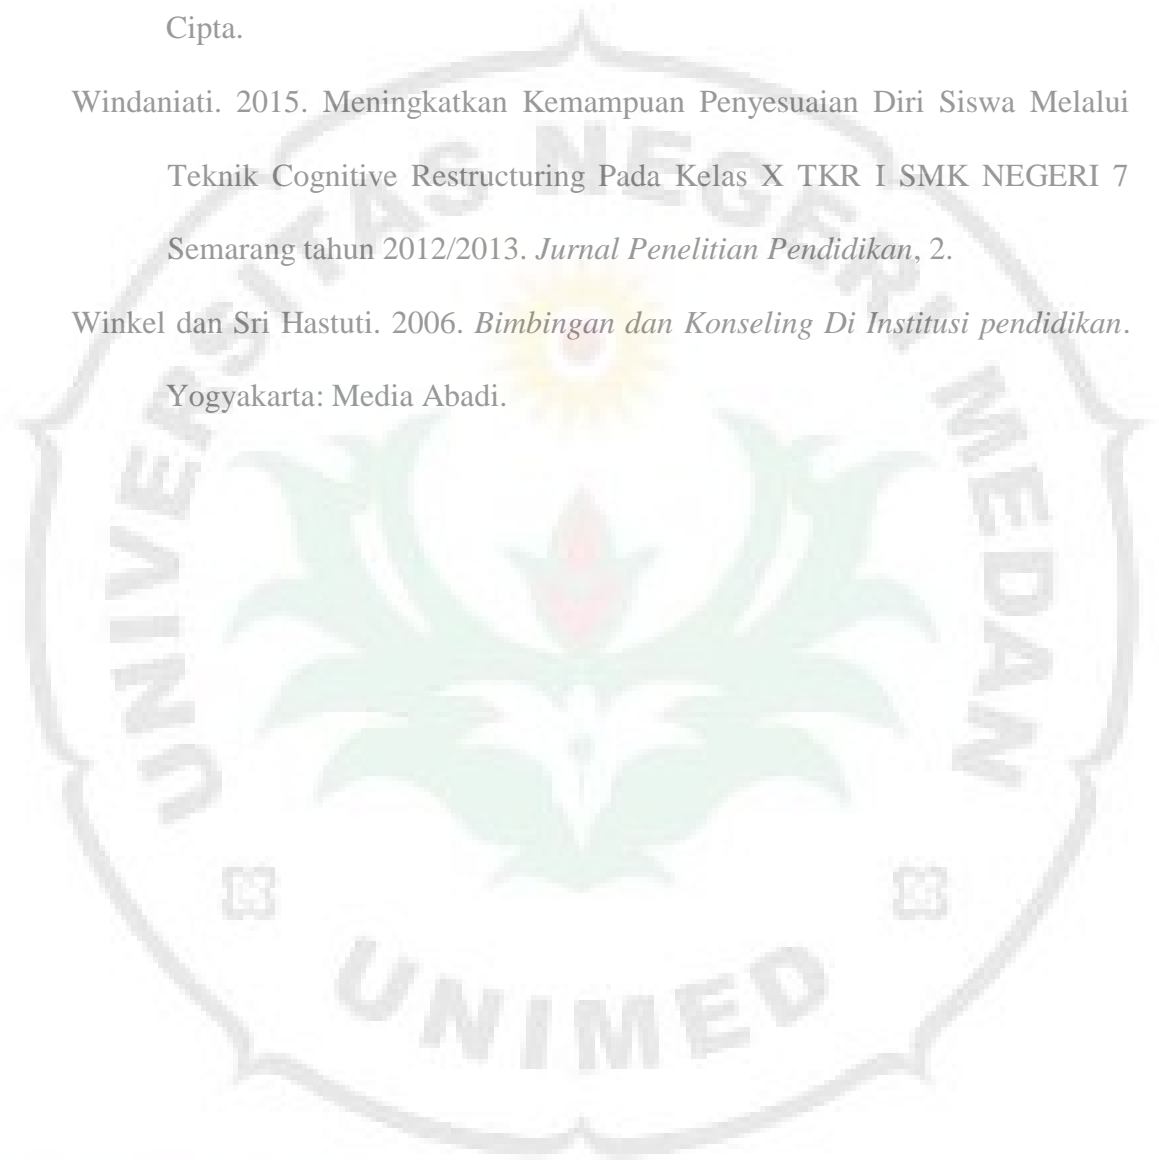 Cipta.
Windaniati. 2015. Meningkatkan Kemampuan Penyesuaian Diri Siswa Melalui
Teknik Cognitive Restructuring Pada Kelas X TKR I SMK NEGERI 7
Semarang tahun 2012/2013. Jurnal Penelitian Pendidikan, 2.
Winkel dan Sri Hastuti. 2006. Bimbingan dan Konseling Di Institusi pendidikan.
Yogyakarta: Media Abadi.
UNIVERSITAS NEGERI MEDAN
UNIMED